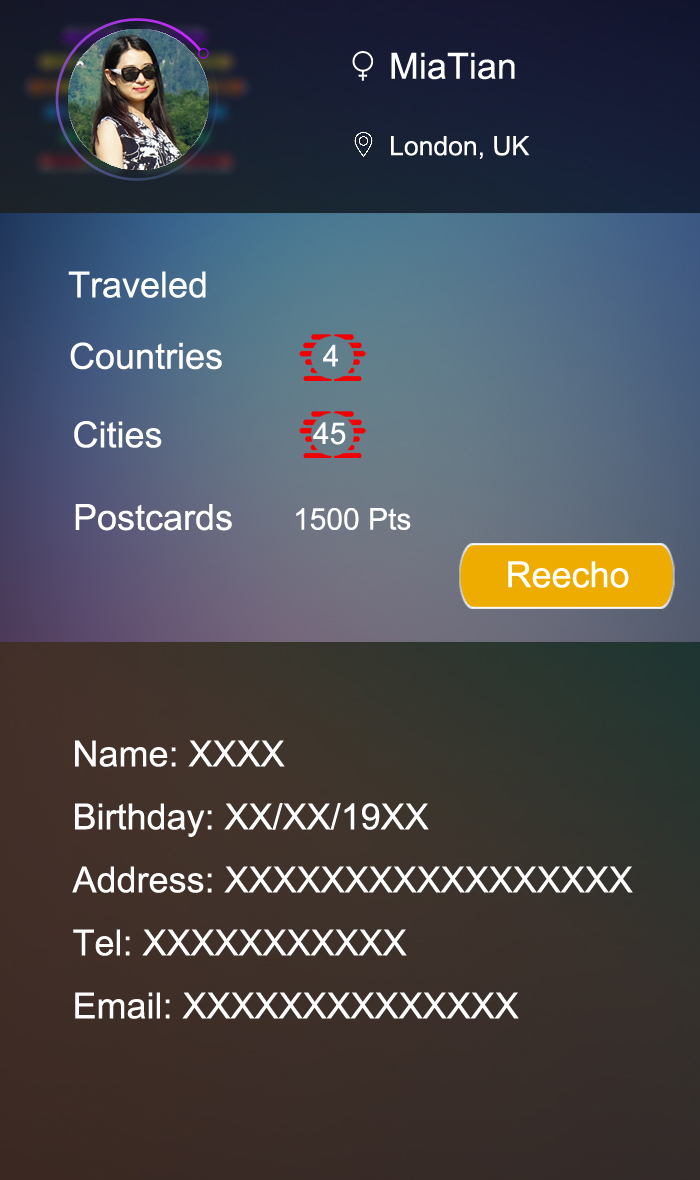 MiaTian
London, UK
Traveled
Countries 4
Cities 45
Postcards 1500 Pts
Reecho
Name: XXXX
Birthday: XX/XX/19XX
Address: XXXXXXXXXXXXXXXXX
Tel: XXXXXXXXXXX
Email: XXXXXXXXXXXXXX